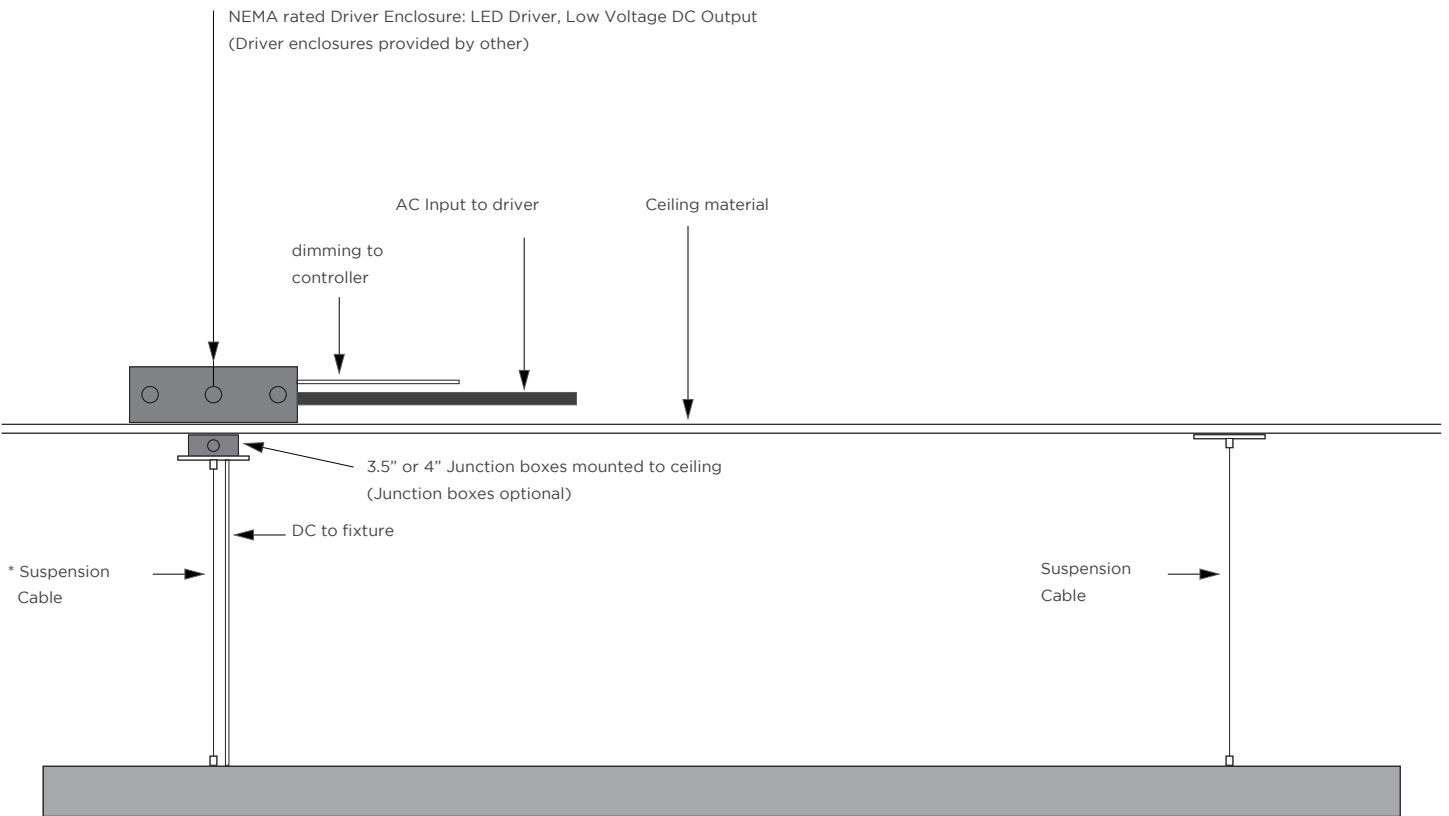 NEMA rated Driver Enclosure: LED Driver, Low Voltage DC Output
(Driver enclosures provided by other)
AC Input to driver
Ceiling material
dimming to
controller
3.5” or 4” Junction boxes mounted to ceiling
(Junction boxes optional)
DC to fixture
* Suspension
Cable
Suspension
Cable